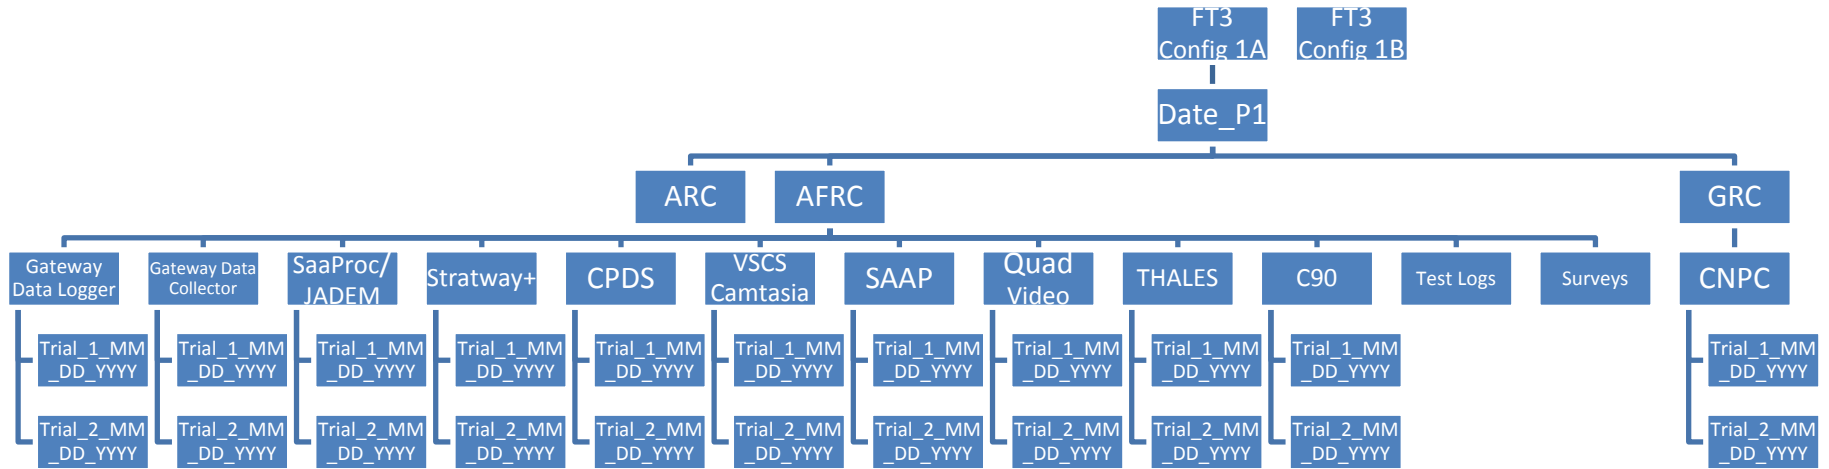 FT3
Config 1A
FT3
Config 1B
Date_P1
ARC
AFRC
GRC
Gateway
Data Logger
Gateway Data
Collector
SaaProc/
JADEM
Stratway+
CPDS
VSCS
Camtasia
SAAP
Quad
Video
THALES
C90
Test Logs
Surveys
CNPC
Trial_1_MM
_DD_YYYY
Trial_1_MM
_DD_YYYY
Trial_1_MM
_DD_YYYY
Trial_1_MM
_DD_YYYY
Trial_1_MM
_DD_YYYY
Trial_1_MM
_DD_YYYY
Trial_1_MM
_DD_YYYY
Trial_1_MM
_DD_YYYY
Trial_1_MM
_DD_YYYY
Trial_1_MM
_DD_YYYY
Trial_1_MM
_DD_YYYY
Trial_2_MM
_DD_YYYY
Trial_2_MM
_DD_YYYY
Trial_2_MM
_DD_YYYY
Trial_2_MM
_DD_YYYY
Trial_2_MM
_DD_YYYY
Trial_2_MM
_DD_YYYY
Trial_2_MM
_DD_YYYY
Trial_2_MM
_DD_YYYY
Trial_2_MM
_DD_YYYY
Trial_2_MM
_DD_YYYY
Trial_2_MM
_DD_YYYY